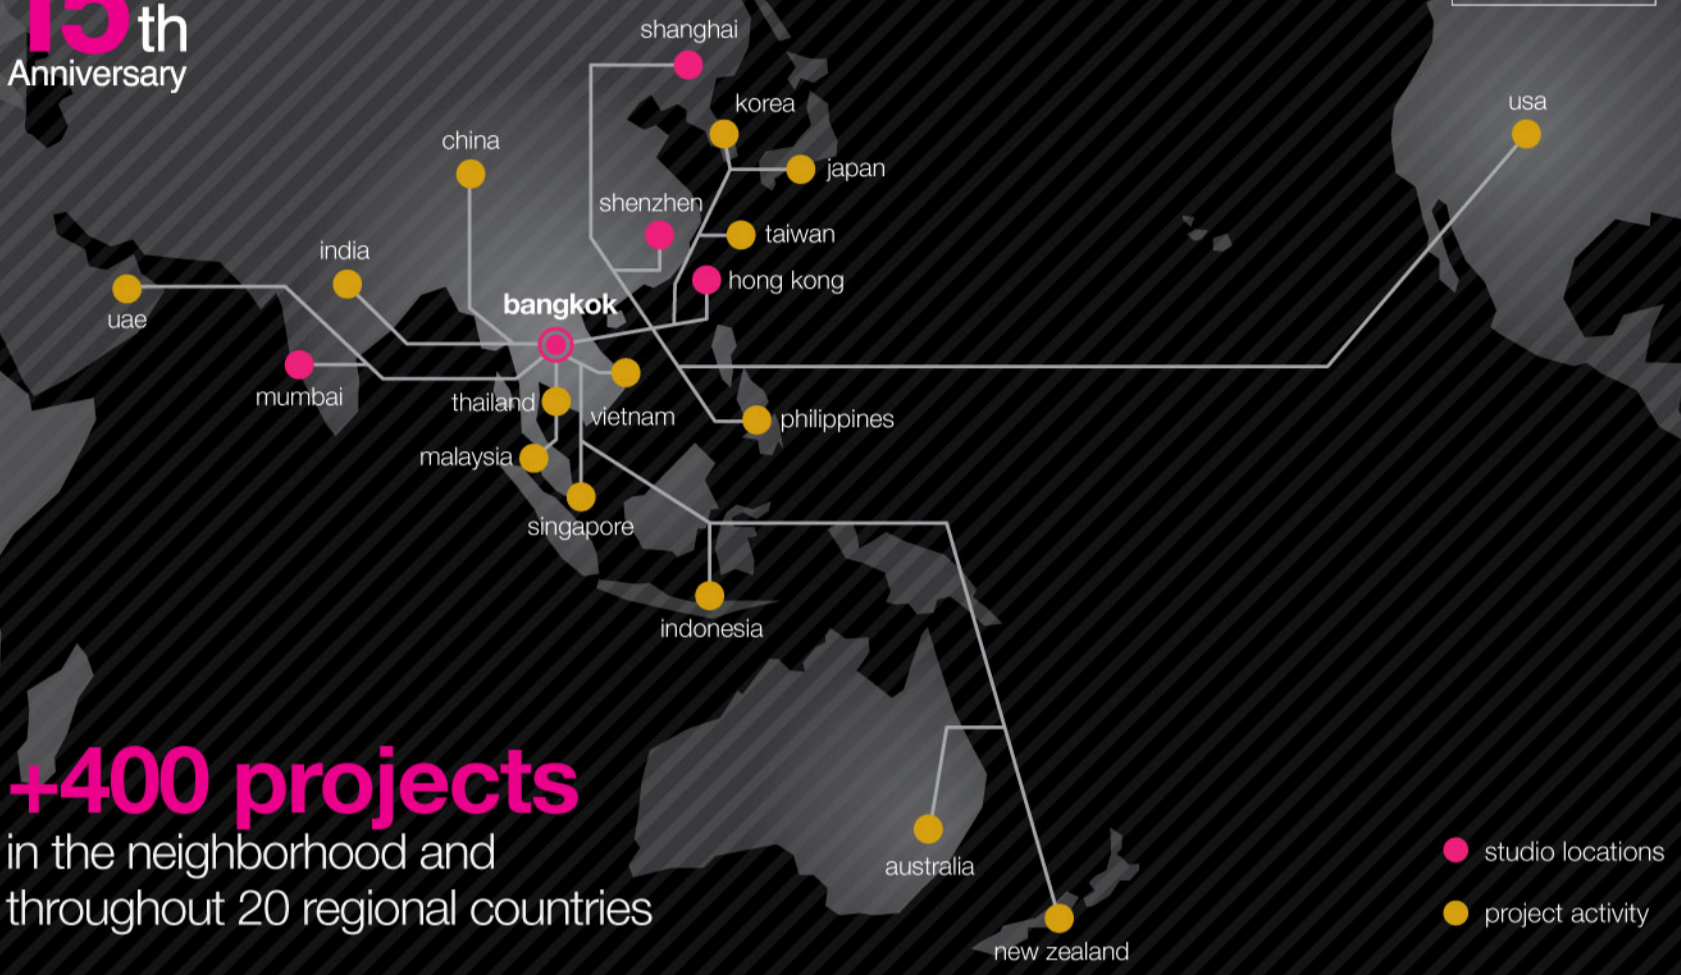 15th
Anniversary
shanghai
korea
usa
china
japan
shenzhen
taiwan
india
hong kong
bangkok
uae
mumbai
thailand
vietnam
philippines
malaysia
singapore
indonesia
+400 projects
in the neighborhood and
throughout 20 regional countries
australia
new zealand
studio locations
project activity